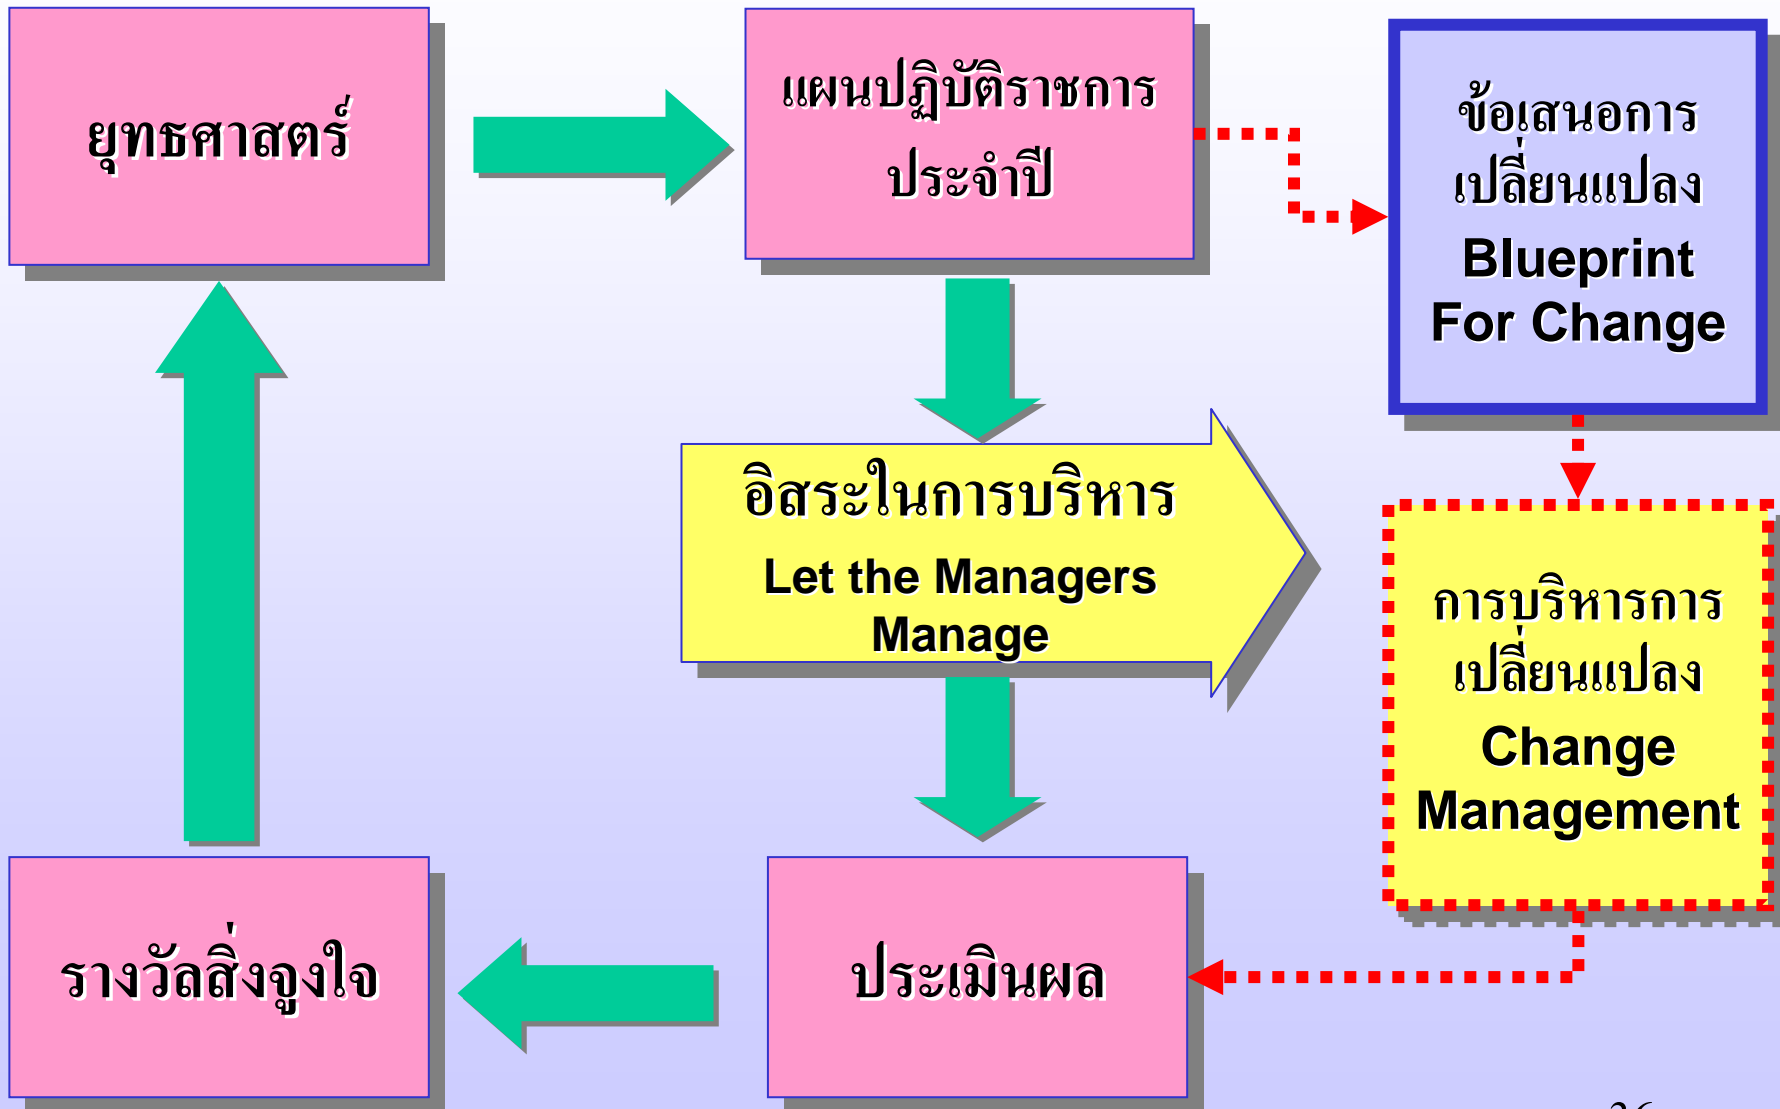 ยุทธศาสตร์
แผนปฏิบัติราชการ
ประจำปี
ข้อเสนอการ
เปลี่ยนแปลง
Blueprint
For Change
อิสระในการบริหาร
Let the Managers
Manage
การบริหารการ
เปลี่ยนแปลง
Change
Management
รางวัลสิ่งจูงใจ
ประเมินผล